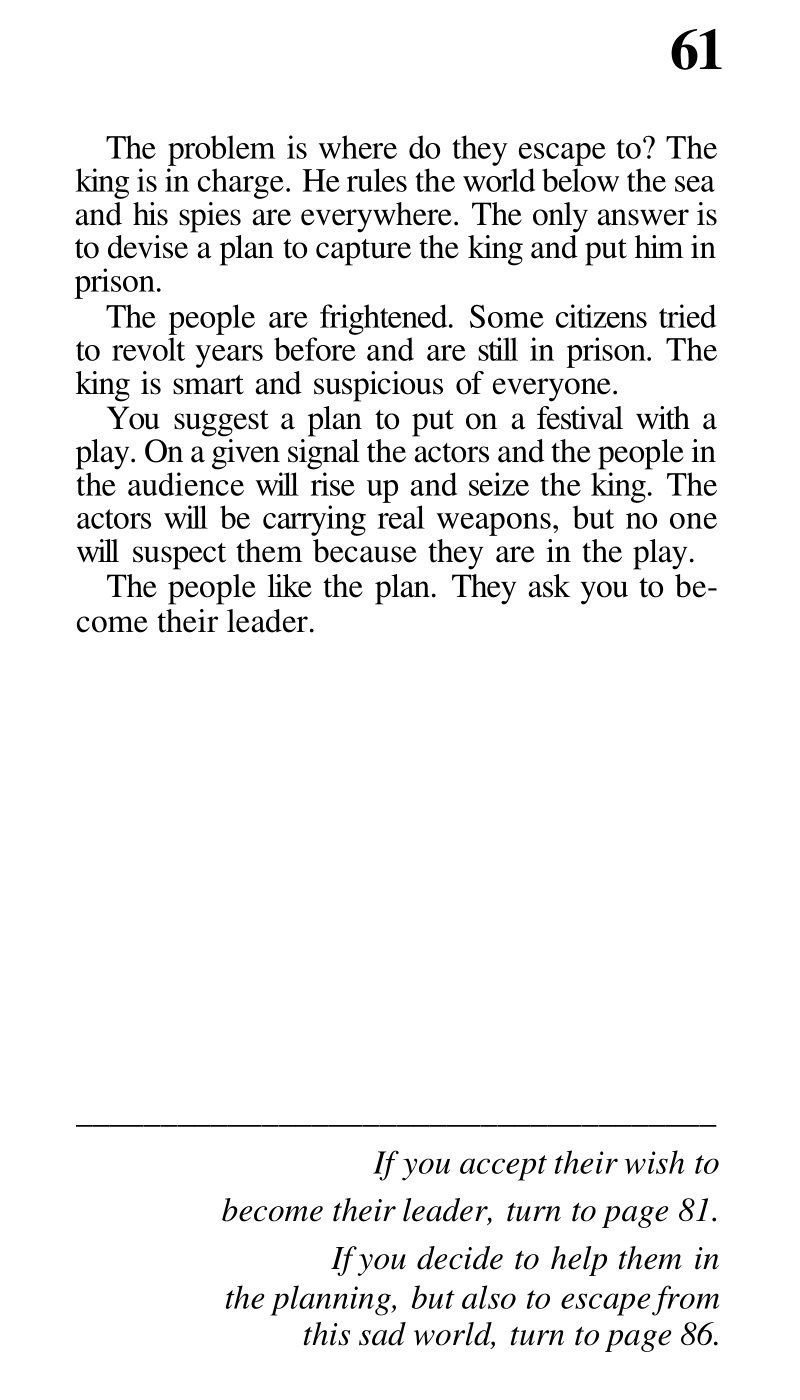 61
The problem is where do they escape to? The
king is in charge. He rules the world below the sea
and his spies are everywhere. The only answer is
to devise a plan to capture the king and put him in
prison.
The people are frightened. Some citizens tried
to revolt years before and are still in prison. The
king is smart and suspicious of everyone.
You suggest a plan to put on a festival with a
play. On a given signal the actors and the people in
the audience will rise up and seize the king. The
actors will be carrying real weapons, but no one
will suspect them because they are in the play.
The people like the plan. They ask you to be-
come their leader.
If you accept their wish to
become their leader, turn to page 81.
If you decide to help them in
the planning, but also to escape from
this sad world, turn to page 86.